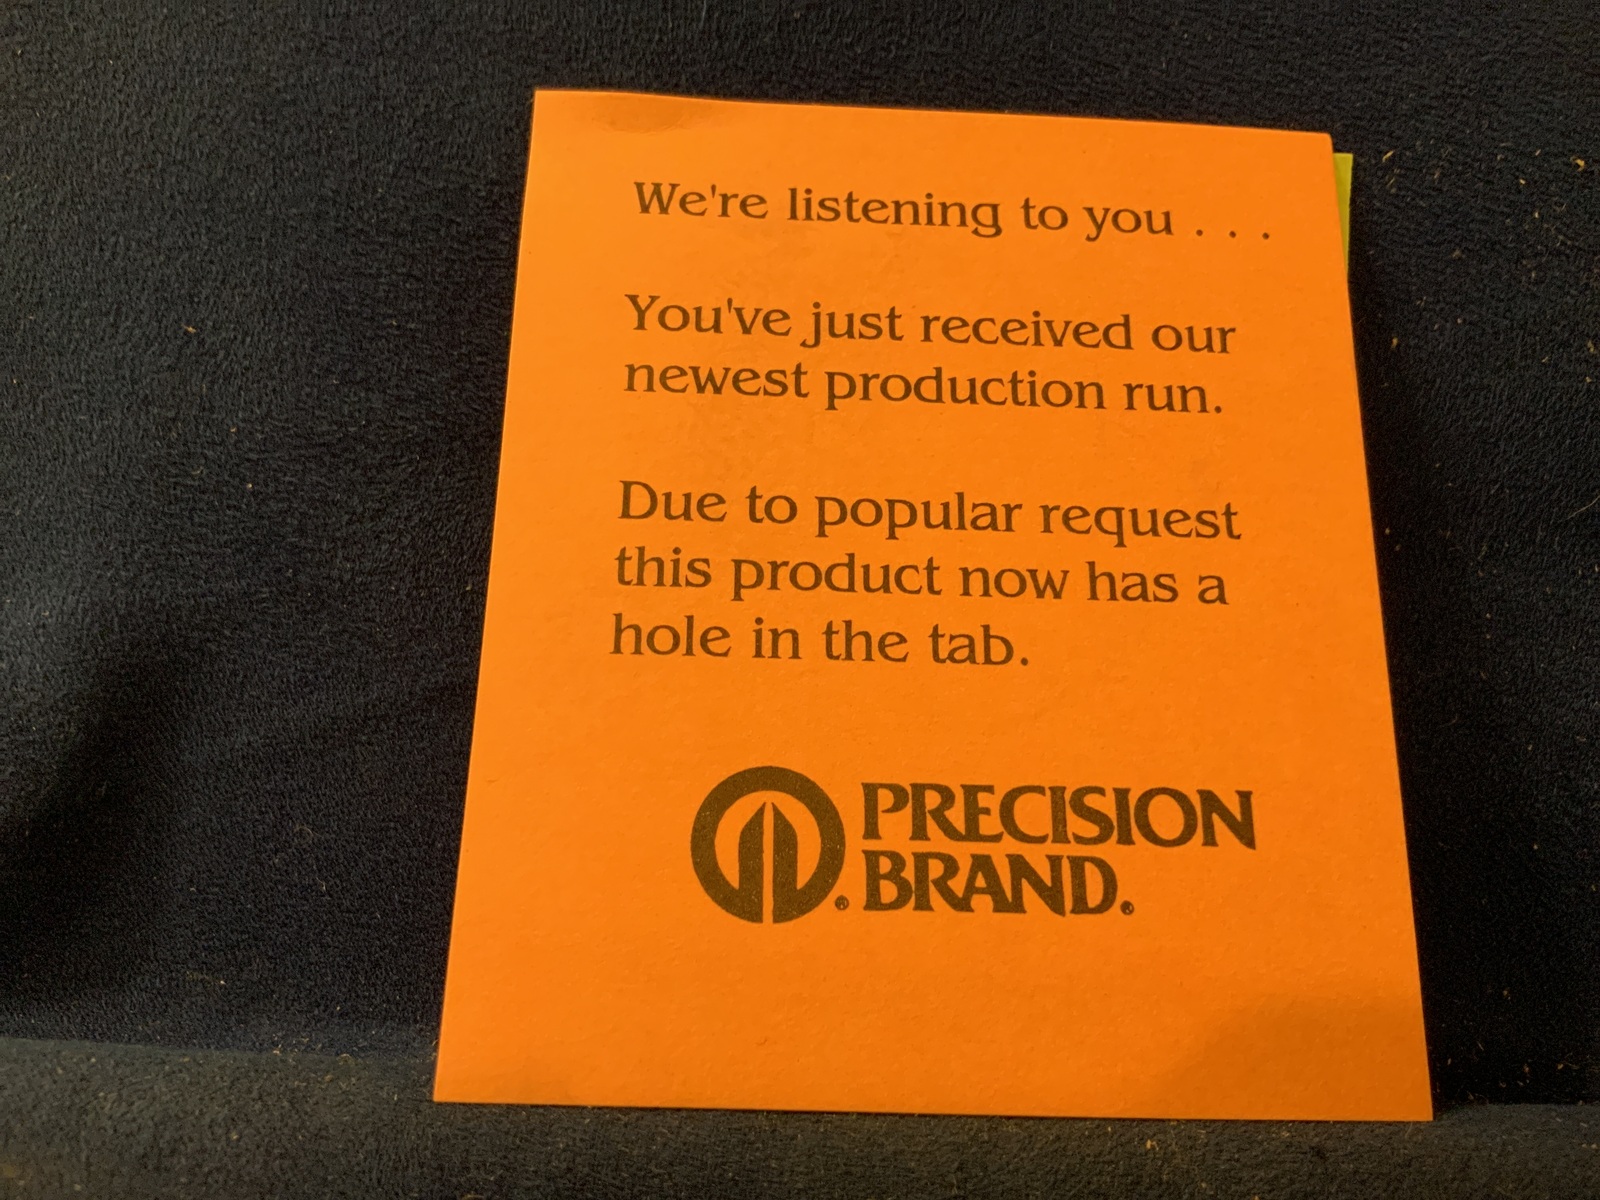 We're listening to you . . .
You've just received our
newest production run.
Due to popular request
this product now has a
hole in the tab.
PRECISION
BRAND.